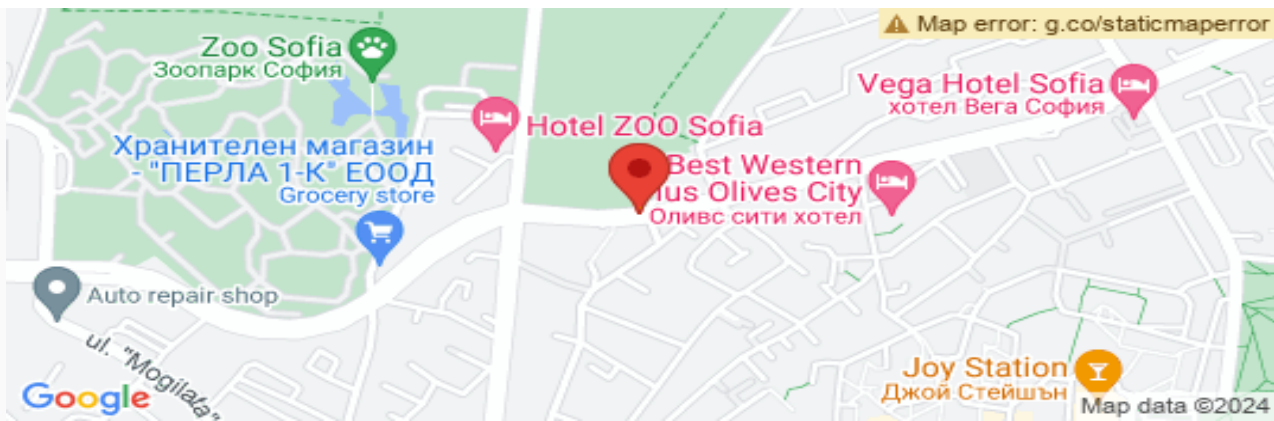 Map error: g.co/staticmaperror
Zoo Sofia
Зоопарк София
Vega Hotel Sofia
хотел Вега София
Hotel ZOO Sofia
Хранителен магазин
- "ПЕРЛА 1-К" ЕООД
Grocery store
Best Western
lus Olives City
Оливс сити хотел
Auto repair shop
ul. "Mogilata"
Joy Station
Джой Стейшън
Google
Map data ©2024